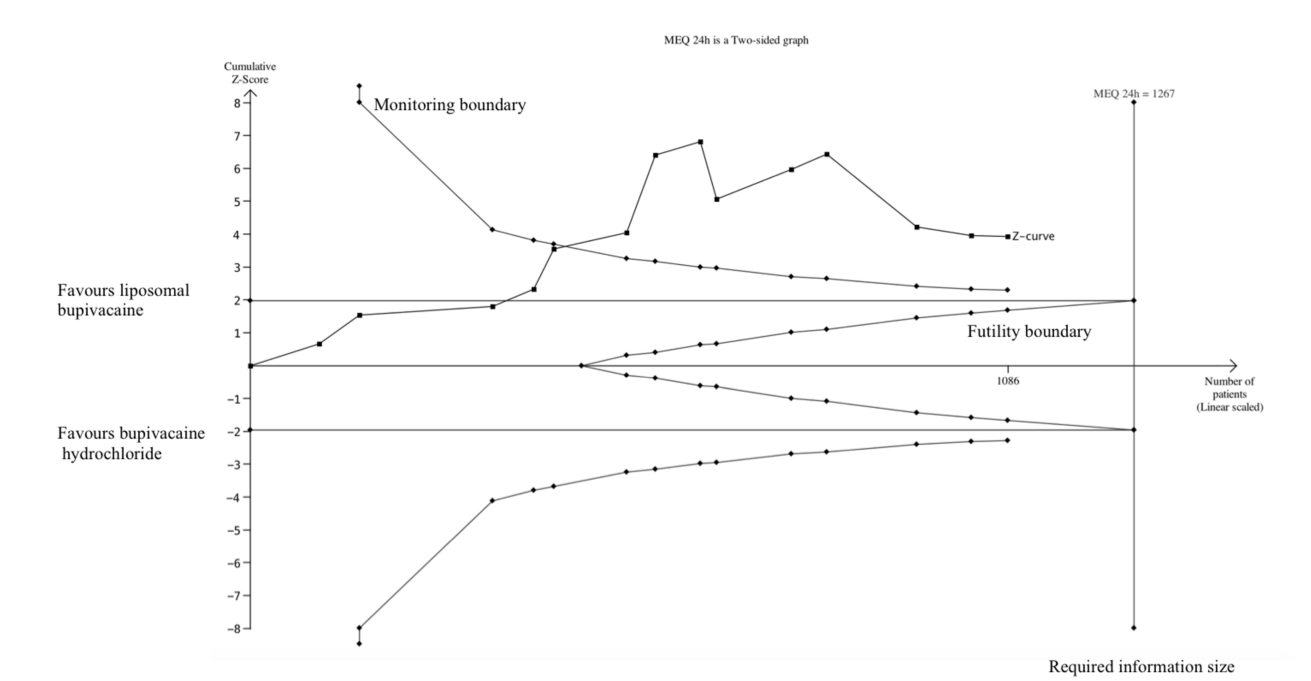 MEQ 24h is a Two-sided graph
Cumulative
Z-Score
MEQ 24h = 1267
8
Monitoring boundary
7
6
5
4
Z-curve
3
Favours liposomal
bupivacaine
2
1
Futility boundary
1086
Number of
patients
(Linear scaled)
-1
Favours bupivacaine
hydrochloride
-2
-3
-4
-5
-6
-7
-8
Required information size